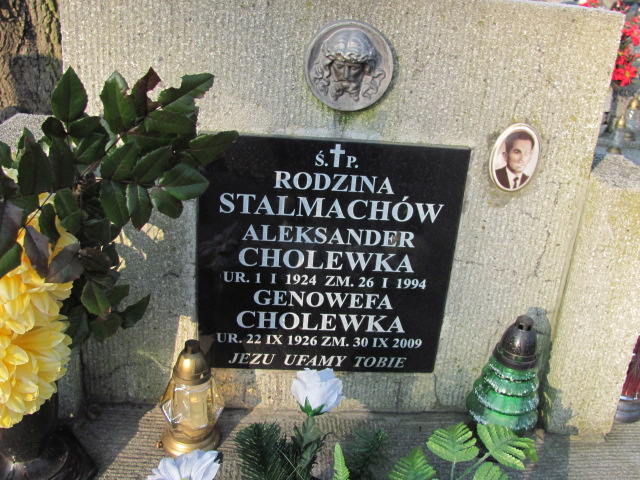 Ś.✝P.
RODZINA
STALMACHÓW
ALEKSANDER
CHOLEWKA
UR. 1 I 1924 ZM. 26 I 1994
GENOWEFA
CHOLEWKA
UR. 22 IX 1926 ZM. 30 IX 2009
JEZU UFAMY TOBIE